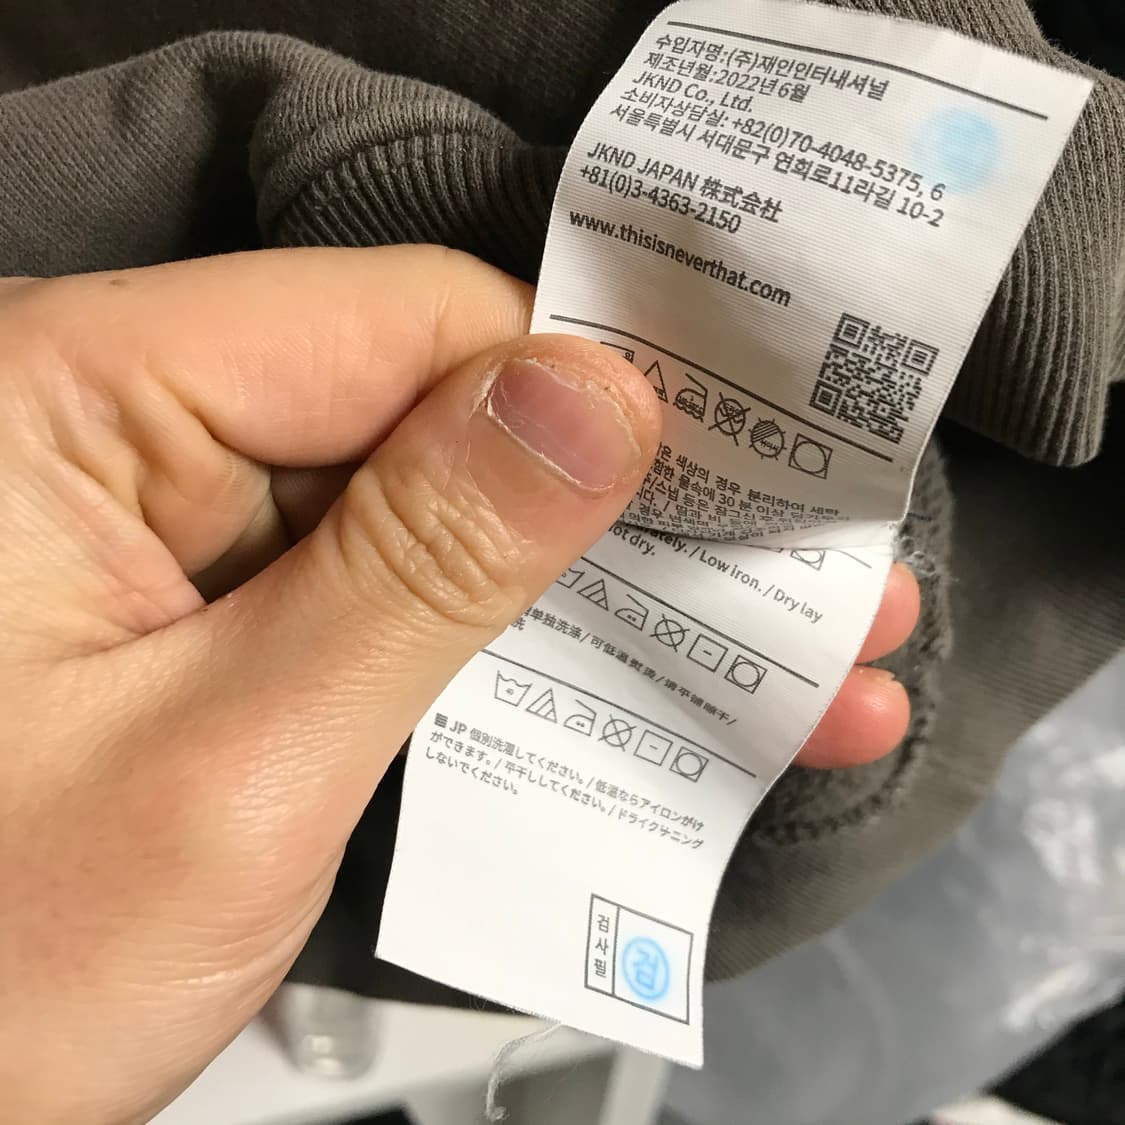 수입자명:(주)재인인터내셔널
제조년월:2022년 6월
JKND Co., Ltd.
소비자상담실: +82(0)70-4048-5375, 6
서울특별시 서대문구 연희로11라길 10-2
JKND JAPAN 株式会社
+81(0)3-4363-2150
www.thisisneverthat.com
색상의 경우 분리하여 세탁
물속에 30분 이상
/ Low iron. / Dry lay
dry.
单独洗涤/可低温熨烫/请平铺晾干/
洗
JP 個別洗濯してください。/ 低温ならアイロンがけ
ができます。/ 平干ししてください。/ ドライクリーニング
しないでください。
검사필
검